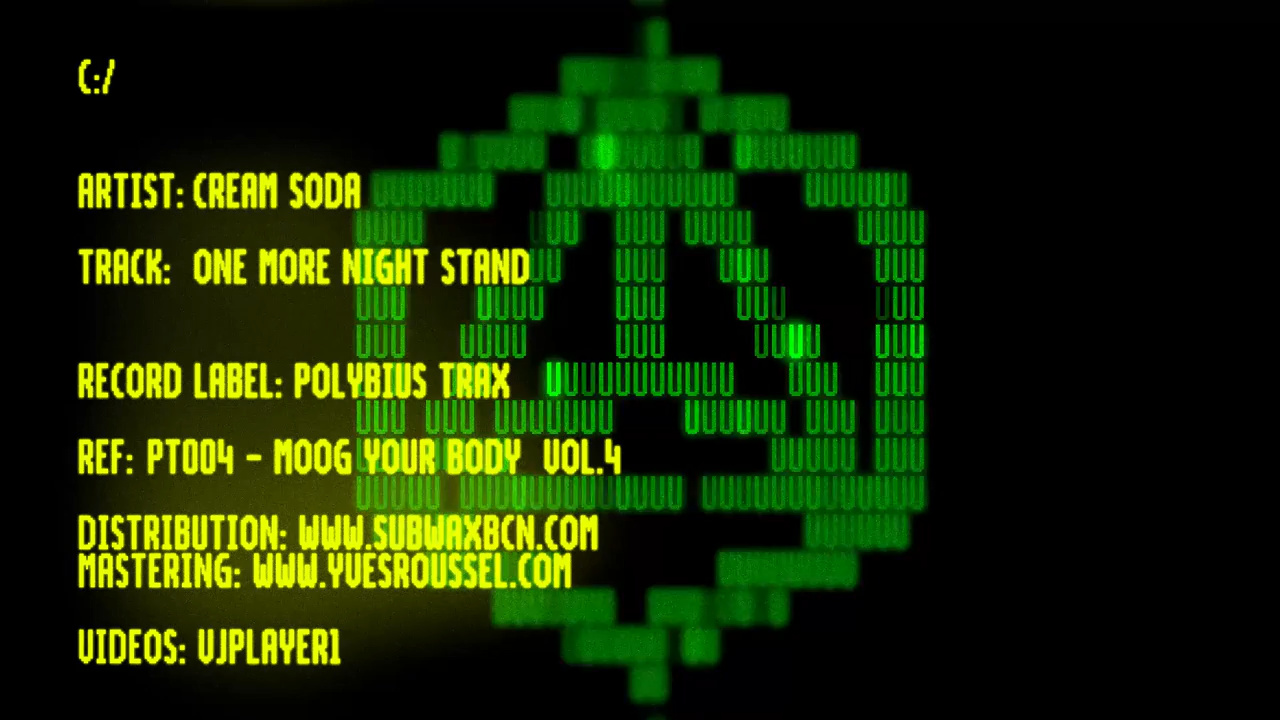 C:/
ARTIST: CREAM SODA
TRACK:  ONE MORE NIGHT STAND
RECORD LABEL: POLYBIUS TRAX
REF: PT004 - MOOG YOUR BODY  VOL.4
DISTRIBUTION: WWW.SUBWAXBCN.COM
MASTERING: WWW.YVESROUSSEL.COM
VIDEOS: VJPLAYER1